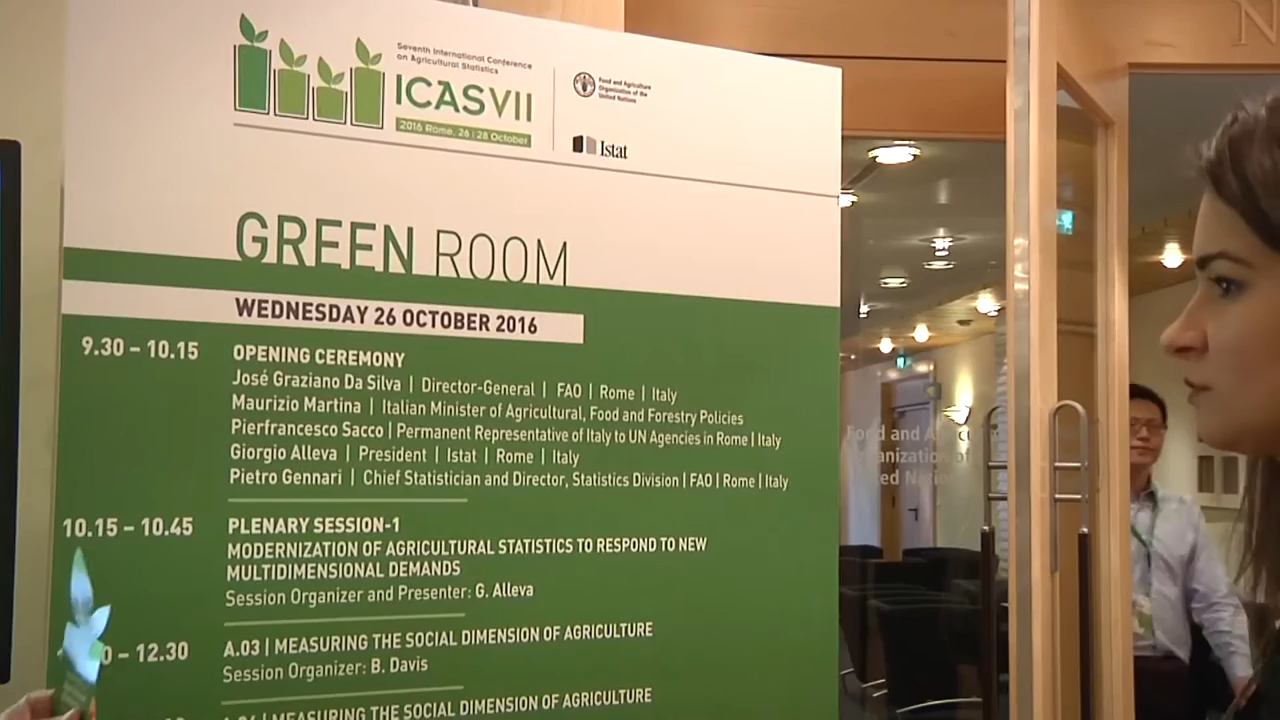 Seventh International Conference
on Agricultural Statistics
ICASVII
2016 Rome, 26 | 28 October
Food and Agriculture
Organization of the
United Nations
Istat
GREEN ROOM
WEDNESDAY 26 OCTOBER 2016
9.30 – 10.15
OPENING CEREMONY
José Graziano Da Silva | Director-General | FAO | Rome | Italy
Maurizio Martina | Italian Minister of Agricultural, Food and Forestry Policies
Pierfrancesco Sacco | Permanent Representative of Italy to UN Agencies in Rome | Italy
Giorgio Alleva | President | Istat | Rome | Italy
Pietro Gennari | Chief Statistician and Director, Statistics Division | FAO | Rome | Italy
10.15 – 10.45
PLENARY SESSION-1
MODERNIZATION OF AGRICULTURAL STATISTICS TO RESPOND TO NEW
MULTIDIMENSIONAL DEMANDS
Session Organizer and Presenter: G. Alleva
– 12.30
A.03 | MEASURING THE SOCIAL DIMENSION OF AGRICULTURE
Session Organizer: B. Davis
| MEASURING THE SOCIAL DIMENSION OF AGRICULTURE
Food and
of